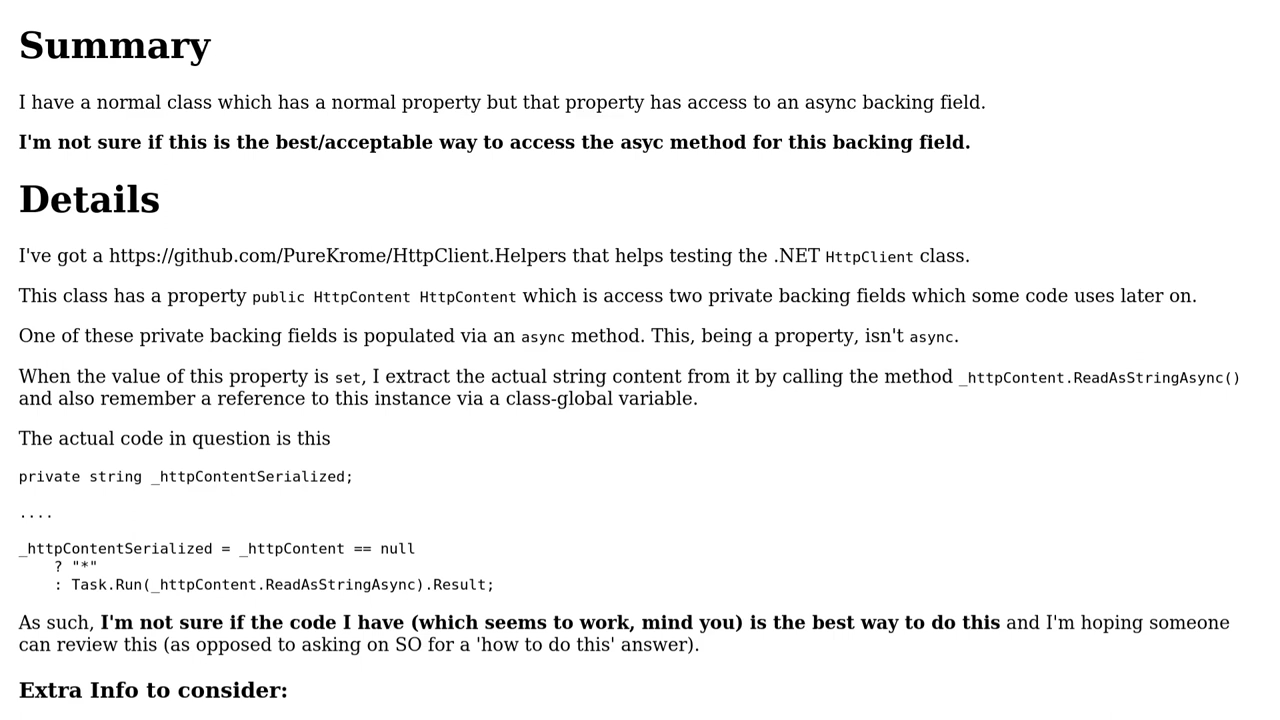 Summary
I have a normal class which has a normal property but that property has access to an async backing field.
I'm not sure if this is the best/acceptable way to access the asyc method for this backing field.
Details
I've got a https://github.com/PureKrome/HttpClient.Helpers that helps testing the .NET HttpClient class.
This class has a property public HttpContent HttpContent which is access two private backing fields which some code uses later on.
One of these private backing fields is populated via an async method. This, being a property, isn't async.
When the value of this property is set, I extract the actual string content from it by calling the method _httpContent.ReadAsStringAsync()
and also remember a reference to this instance via a class-global variable.
The actual code in question is this
private string _httpContentSerialized;
....
_httpContentSerialized = _httpContent == null
    ? "*"
    : Task.Run(_httpContent.ReadAsStringAsync).Result;
As such, I'm not sure if the code I have (which seems to work, mind you) is the best way to do this and I'm hoping someone
can review this (as opposed to asking on SO for a 'how to do this' answer).
Extra Info to consider: